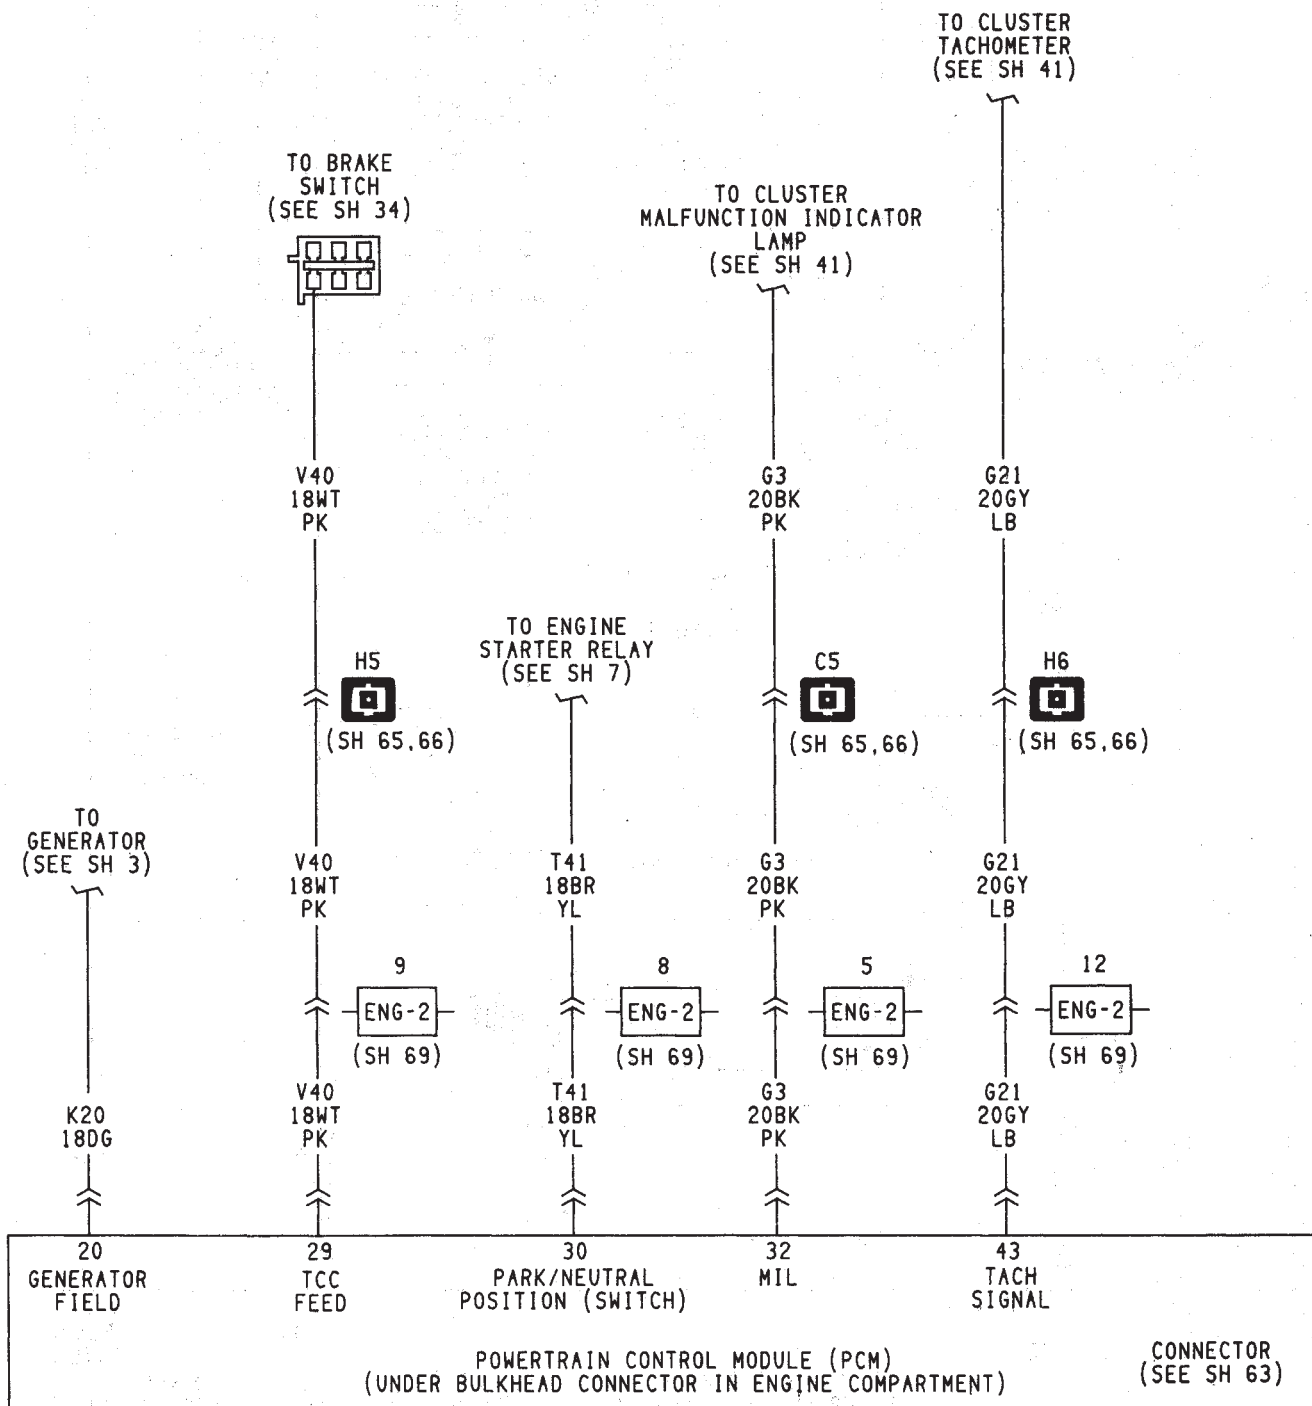 TO CLUSTER
TACHOMETER
(SEE SH 41)
TO BRAKE
SWITCH
(SEE SH 34)
TO CLUSTER
MALFUNCTION INDICATOR
LAMP
(SEE SH 41)
V40
18WT
PK
G3
20BK
PK
G21
20GY
LB
TO ENGINE
STARTER RELAY
(SEE SH 7)
H5
(SH 65,66)
C5
(SH 65,66)
H6
(SH 65,66)
TO
GENERATOR
(SEE SH 3)
V40
18WT
PK
T41
18BR
YL
G3
20BK
PK
G21
20GY
LB
9
ENG-2
(SH 69)
8
ENG-2
(SH 69)
5
ENG-2
(SH 69)
12
ENG-2
(SH 69)
K20
18DG
V40
18WT
PK
T41
18BR
YL
G3
20BK
PK
G21
20GY
LB
20
GENERATOR
FIELD
29
TCC
FEED
30
PARK/NEUTRAL
POSITION (SWITCH)
32
MIL
43
TACH
SIGNAL
POWERTRAIN CONTROL MODULE (PCM)
(UNDER BULKHEAD CONNECTOR IN ENGINE COMPARTMENT)
CONNECTOR
(SEE SH 63)